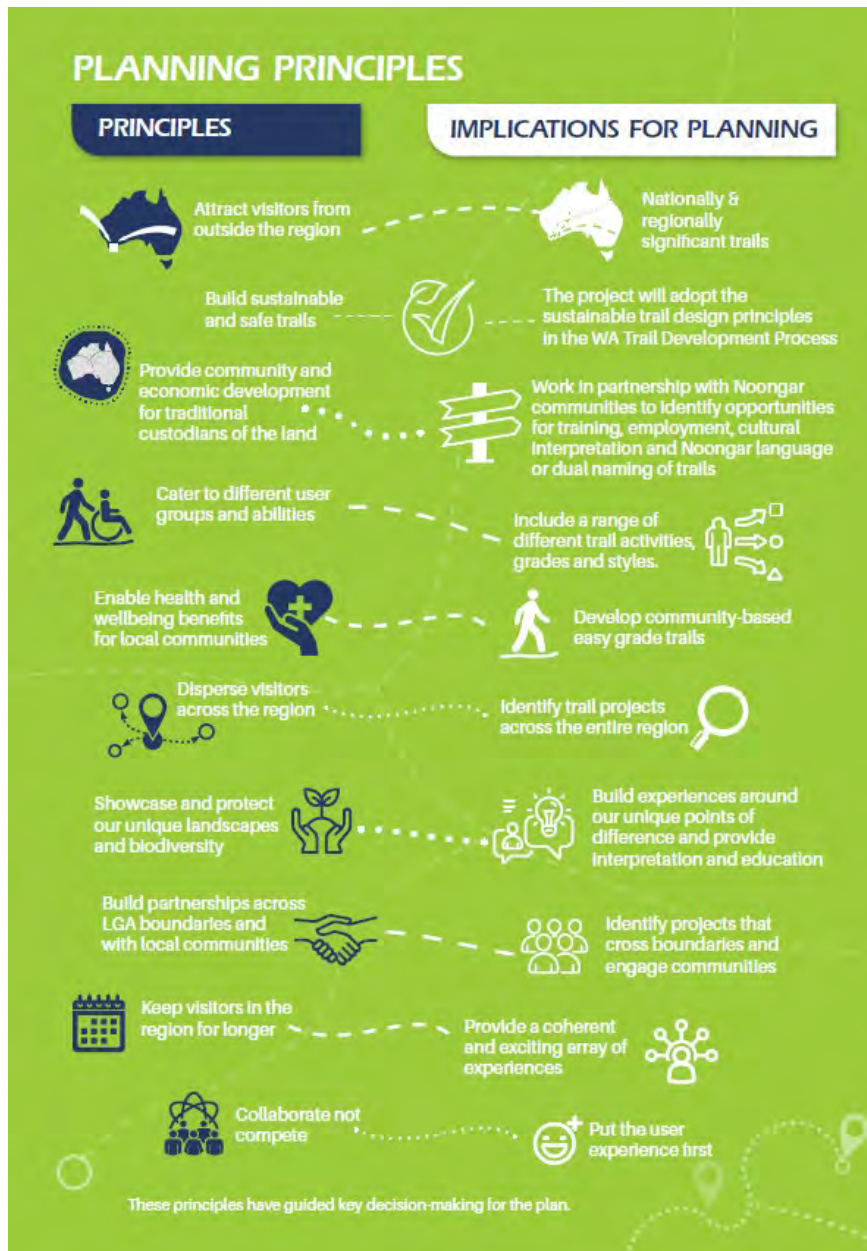 PLANNING PRINCIPLES
PRINCIPLES
IMPLICATIONS FOR PLANNING
Attract visitors from
outside the region
Nationally &
regionally
significant trails
Build sustainable
and safe trails
The project will adopt the
sustainable trail design principles
in the WA Trail Development Process
Provide community and
economic development
for traditional
custodians of the land
Work in partnership with Noongar
communities to identify opportunities
for training, employment, cultural
interpretation and Noongar language
or dual naming of trails
Cater to different user
groups and abilities
Include a range of
different trail activities,
grades and styles.
Enable health and
wellbeing benefits
for local communities
Develop community-based
easy grade trails
Disperse visitors
across the region
Identify trail projects
across the entire region
Showcase and protect
our unique landscapes
and biodiversity
Build experiences around
our unique points of
difference and provide
interpretation and education
Build partnerships across
LGA boundaries and
with local communities
Identify projects that
cross boundaries and
engage communities
Keep visitors in the
region for longer
Provide a coherent
and exciting array of
experiences
Collaborate not
compete
Put the user
experience first
These principles have guided key decision-making for the plan.